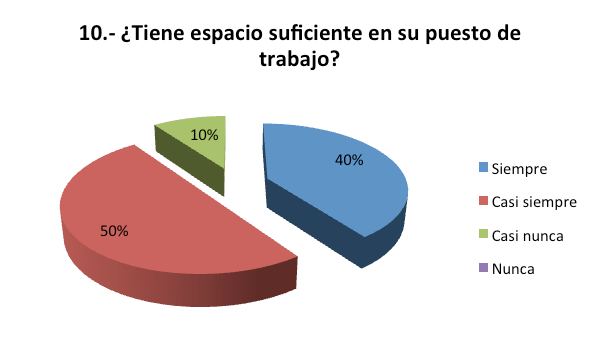 10.- ¿Tiene espacio suficiente en su puesto de
trabajo?
10%
40%
50%
Siempre
Casi siempre
Casi nunca
Nunca